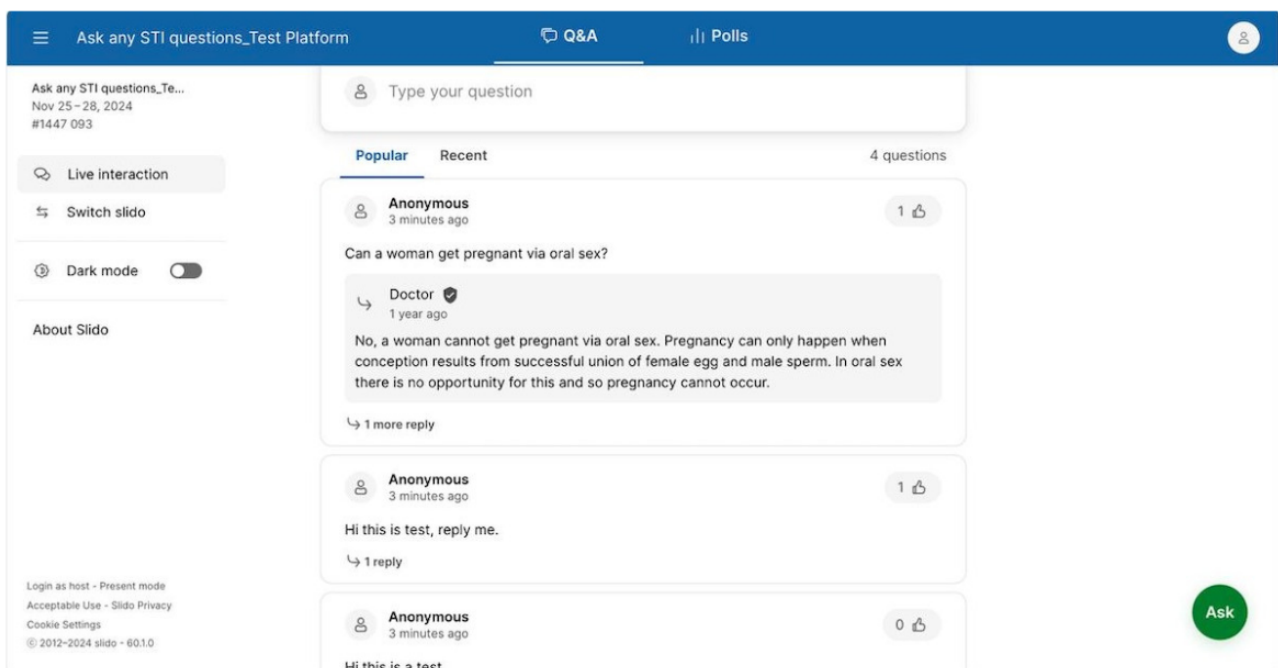 Ask any STI questions_Test Platform
Q&A
Polls
Ask any STI questions_Te...
Nov 25–28, 2024
#1447 093
Live interaction
Switch slido
Dark mode
About Slido
Login as host - Present mode
Acceptable Use - Slido Privacy
Cookie Settings
© 2012–2024 slido - 60.1.0
Type your question
Popular
Recent
4 questions
Anonymous
3 minutes ago
1
Can a woman get pregnant via oral sex?
Doctor
1 year ago
No, a woman cannot get pregnant via oral sex. Pregnancy can only happen when
conception results from successful union of female egg and male sperm. In oral sex
there is no opportunity for this and so pregnancy cannot occur.
1 more reply
Anonymous
3 minutes ago
1
Hi this is test, reply me.
1 reply
Anonymous
3 minutes ago
0
Hi this is a test
Ask